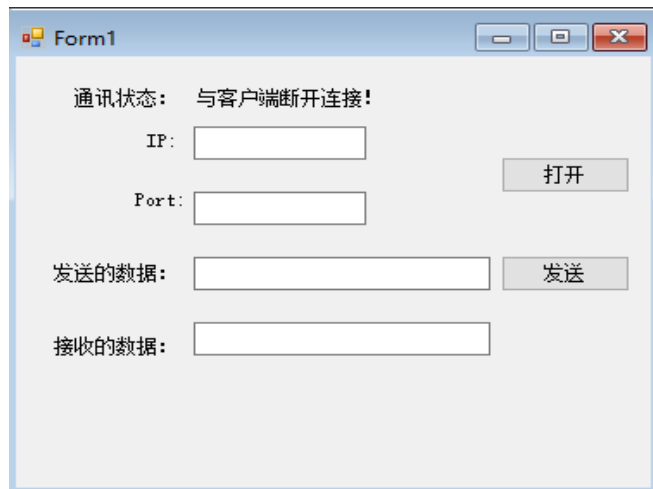 Form1
通讯状态： 与客户端断开连接!
IP:
打开
Port:
发送的数据： 发送
接收的数据：